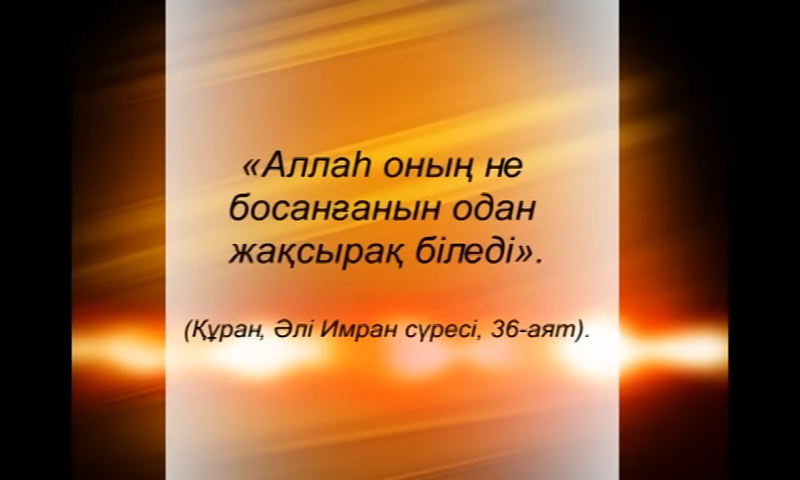 «Аллаһ оның не
босанғанын одан
жақсырақ біледі».
(Құран, Әлі Имран сүресі, 36-аят).